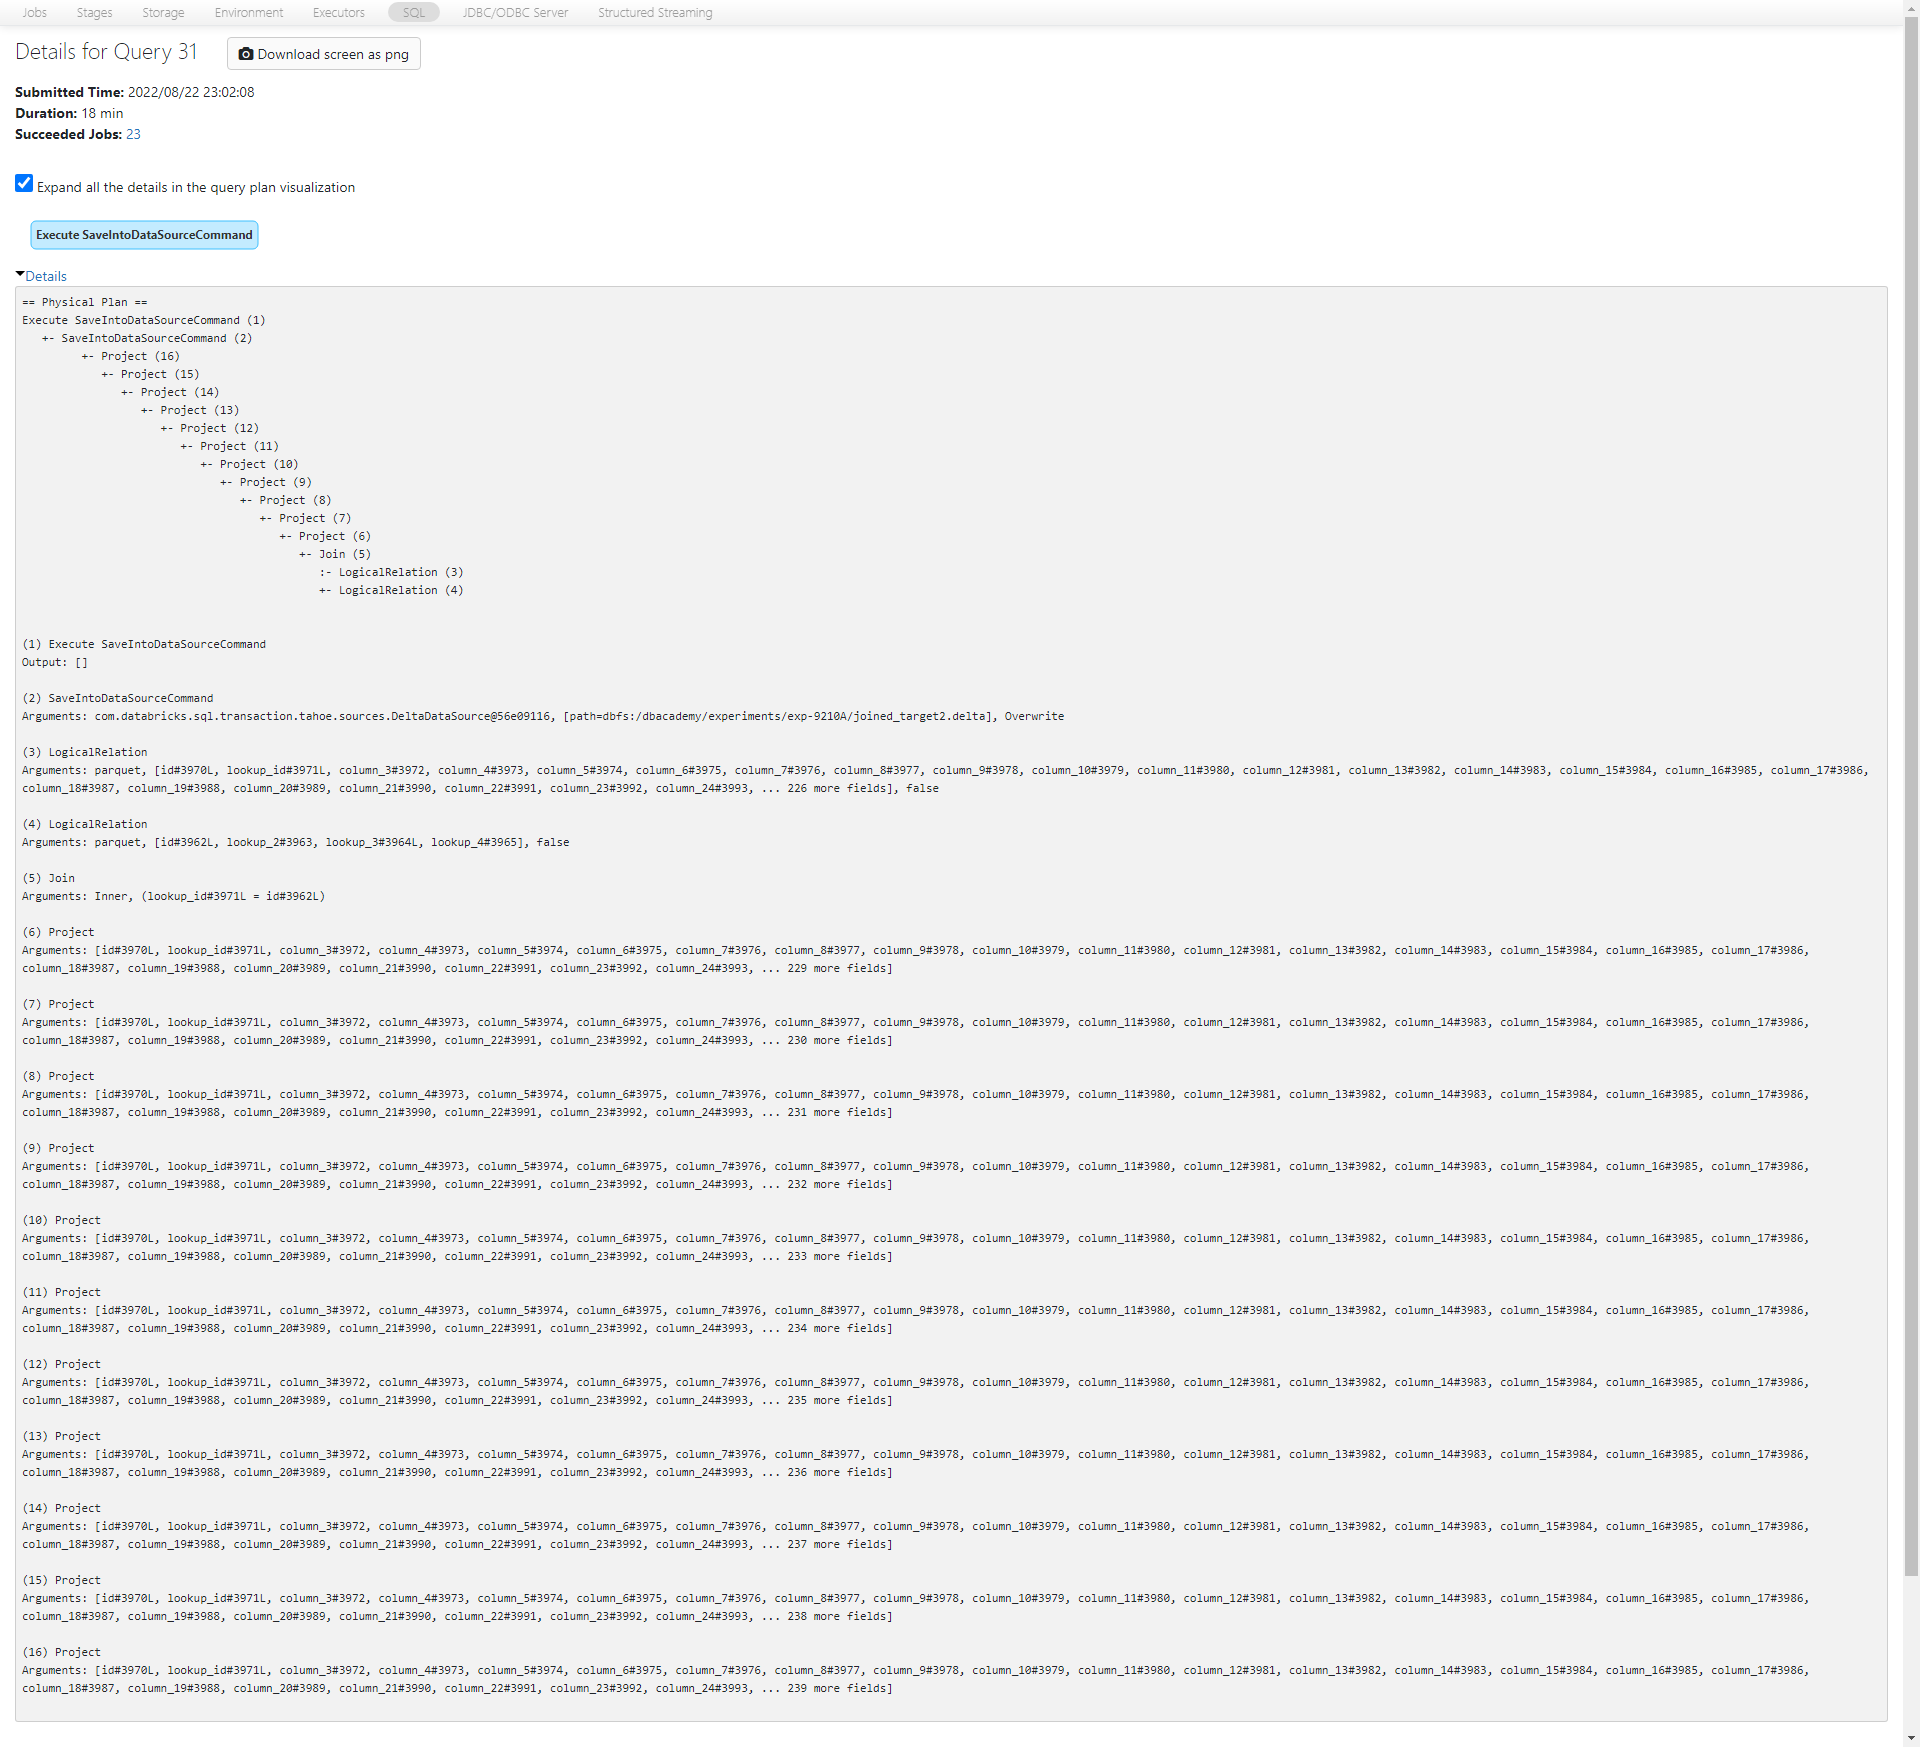 Jobs Stages Storage Environment Executors SQL JDBC/ODBC Server Structured Streaming
Details for Query 31 Download screen as png
Submitted Time: 2022/08/22 23:02:08
Duration: 18 min
Succeeded Jobs: 23
Expand all the details in the query plan visualization
Execute SaveIntoDataSourceCommand
Details
== Physical Plan ==
Execute SaveIntoDataSourceCommand (1)
+- SaveIntoDataSourceCommand (2)
+- Project (16)
+- Project (15)
+- Project (14)
+- Project (13)
+- Project (12)
+- Project (11)
+- Project (10)
+- Project (9)
+- Project (8)
+- Project (7)
+- Project (6)
+- Join (5)
:- LogicalRelation (3)
+- LogicalRelation (4)
(1) Execute SaveIntoDataSourceCommand
Output: []
(2) SaveIntoDataSourceCommand
Arguments: com.databricks.sql.transaction.tahoe.sources.DeltaDataSource@56e09116, [path=dbfs:/dbacademy/experiments/exp-9210A/joined_target2.delta], Overwrite
(3) LogicalRelation
Arguments: parquet, [id#3970L, lookup_id#3971L, column_3#3972, column_4#3973, column_5#3974, column_6#3975, column_7#3976, column_8#3977, column_9#3978, column_10#3979, column_11#3980, column_12#3981, column_13#3982, column_14#3983, column_15#3984, column_16#3985, column_17#3986,
column_18#3987, column_19#3988, column_20#3989, column_21#3990, column_22#3991, column_23#3992, column_24#3993, ... 226 more fields], false
(4) LogicalRelation
Arguments: parquet, [id#3962L, lookup_2#3963, lookup_3#3964L, lookup_4#3965], false
(5) Join
Arguments: Inner, (lookup_id#3971L = id#3962L)
(6) Project
Arguments: [id#3970L, lookup_id#3971L, column_3#3972, column_4#3973, column_5#3974, column_6#3975, column_7#3976, column_8#3977, column_9#3978, column_10#3979, column_11#3980, column_12#3981, column_13#3982, column_14#3983, column_15#3984, column_16#3985, column_17#3986,
column_18#3987, column_19#3988, column_20#3989, column_21#3990, column_22#3991, column_23#3992, column_24#3993, ... 229 more fields]
(7) Project
Arguments: [id#3970L, lookup_id#3971L, column_3#3972, column_4#3973, column_5#3974, column_6#3975, column_7#3976, column_8#3977, column_9#3978, column_10#3979, column_11#3980, column_12#3981, column_13#3982, column_14#3983, column_15#3984, column_16#3985, column_17#3986,
column_18#3987, column_19#3988, column_20#3989, column_21#3990, column_22#3991, column_23#3992, column_24#3993, ... 230 more fields]
(8) Project
Arguments: [id#3970L, lookup_id#3971L, column_3#3972, column_4#3973, column_5#3974, column_6#3975, column_7#3976, column_8#3977, column_9#3978, column_10#3979, column_11#3980, column_12#3981, column_13#3982, column_14#3983, column_15#3984, column_16#3985, column_17#3986,
column_18#3987, column_19#3988, column_20#3989, column_21#3990, column_22#3991, column_23#3992, column_24#3993, ... 231 more fields]
(9) Project
Arguments: [id#3970L, lookup_id#3971L, column_3#3972, column_4#3973, column_5#3974, column_6#3975, column_7#3976, column_8#3977, column_9#3978, column_10#3979, column_11#3980, column_12#3981, column_13#3982, column_14#3983, column_15#3984, column_16#3985, column_17#3986,
column_18#3987, column_19#3988, column_20#3989, column_21#3990, column_22#3991, column_23#3992, column_24#3993, ... 232 more fields]
(10) Project
Arguments: [id#3970L, lookup_id#3971L, column_3#3972, column_4#3973, column_5#3974, column_6#3975, column_7#3976, column_8#3977, column_9#3978, column_10#3979, column_11#3980, column_12#3981, column_13#3982, column_14#3983, column_15#3984, column_16#3985, column_17#3986,
column_18#3987, column_19#3988, column_20#3989, column_21#3990, column_22#3991, column_23#3992, column_24#3993, ... 233 more fields]
(11) Project
Arguments: [id#3970L, lookup_id#3971L, column_3#3972, column_4#3973, column_5#3974, column_6#3975, column_7#3976, column_8#3977, column_9#3978, column_10#3979, column_11#3980, column_12#3981, column_13#3982, column_14#3983, column_15#3984, column_16#3985, column_17#3986,
column_18#3987, column_19#3988, column_20#3989, column_21#3990, column_22#3991, column_23#3992, column_24#3993, ... 234 more fields]
(12) Project
Arguments: [id#3970L, lookup_id#3971L, column_3#3972, column_4#3973, column_5#3974, column_6#3975, column_7#3976, column_8#3977, column_9#3978, column_10#3979, column_11#3980, column_12#3981, column_13#3982, column_14#3983, column_15#3984, column_16#3985, column_17#3986,
column_18#3987, column_19#3988, column_20#3989, column_21#3990, column_22#3991, column_23#3992, column_24#3993, ... 235 more fields]
(13) Project
Arguments: [id#3970L, lookup_id#3971L, column_3#3972, column_4#3973, column_5#3974, column_6#3975, column_7#3976, column_8#3977, column_9#3978, column_10#3979, column_11#3980, column_12#3981, column_13#3982, column_14#3983, column_15#3984, column_16#3985, column_17#3986,
column_18#3987, column_19#3988, column_20#3989, column_21#3990, column_22#3991, column_23#3992, column_24#3993, ... 236 more fields]
(14) Project
Arguments: [id#3970L, lookup_id#3971L, column_3#3972, column_4#3973, column_5#3974, column_6#3975, column_7#3976, column_8#3977, column_9#3978, column_10#3979, column_11#3980, column_12#3981, column_13#3982, column_14#3983, column_15#3984, column_16#3985, column_17#3986,
column_18#3987, column_19#3988, column_20#3989, column_21#3990, column_22#3991, column_23#3992, column_24#3993, ... 237 more fields]
(15) Project
Arguments: [id#3970L, lookup_id#3971L, column_3#3972, column_4#3973, column_5#3974, column_6#3975, column_7#3976, column_8#3977, column_9#3978, column_10#3979, column_11#3980, column_12#3981, column_13#3982, column_14#3983, column_15#3984, column_16#3985, column_17#3986,
column_18#3987, column_19#3988, column_20#3989, column_21#3990, column_22#3991, column_23#3992, column_24#3993, ... 238 more fields]
(16) Project
Arguments: [id#3970L, lookup_id#3971L, column_3#3972, column_4#3973, column_5#3974, column_6#3975, column_7#3976, column_8#3977, column_9#3978, column_10#3979, column_11#3980, column_12#3981, column_13#3982, column_14#3983, column_15#3984, column_16#3985, column_17#3986,
column_18#3987, column_19#3988, column_20#3989, column_21#3990, column_22#3991, column_23#3992, column_24#3993, ... 239 more fields]